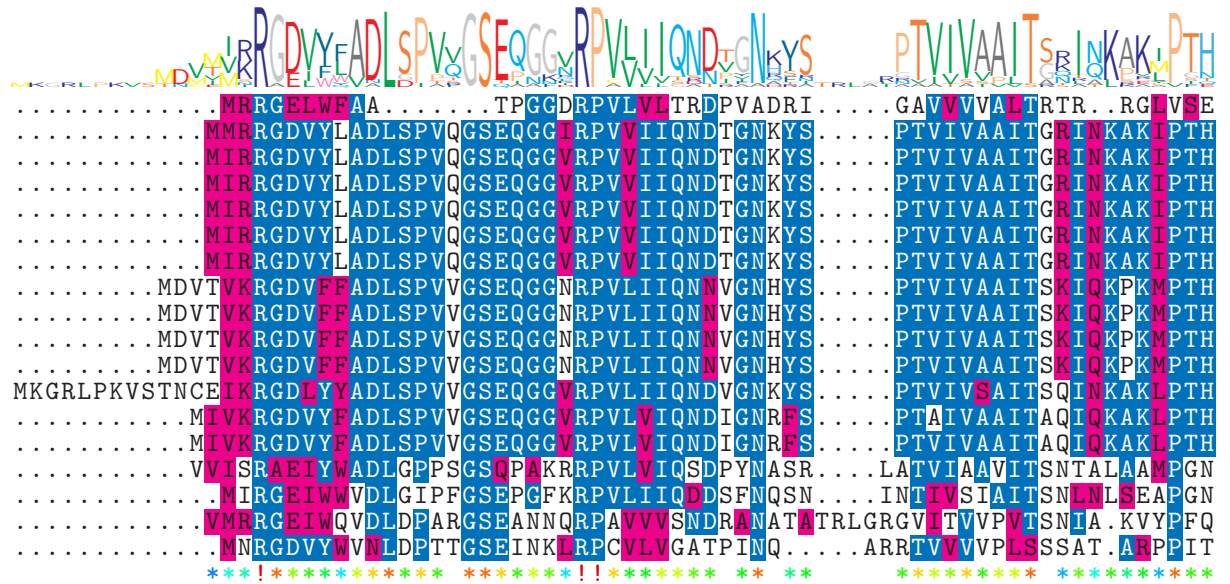 .............MRRGELWFAA.......TPGGDRPVLVLTRDPVADRI.....GAVVVVALTRTR..RGLVSE
............MMRRGDVYLADLSPVQGSEQGGIRPVVIIQNDTGNKYS.....PTVIVAAITGRINKAKIPTH
............MIRRGDVYLADLSPVQGSEQGGVRPVVIIQNDTGNKYS.....PTVIVAAITGRINKAKIPTH
............MIRRGDVYLADLSPVQGSEQGGVRPVVIIQNDTGNKYS.....PTVIVAAITGRINKAKIPTH
............MIRRGDVYLADLSPVQGSEQGGVRPVVIIQNDTGNKYS.....PTVIVAAITGRINKAKIPTH
............MIRRGDVYLADLSPVQGSEQGGVRPVVIIQNDTGNKYS.....PTVIVAAITGRINKAKIPTH
............MIRRGDVYLADLSPVQGSEQGGVRPVVIIQNDTGNKYS.....PTVIVAAITGRINKAKIPTH
.........MDVTVKRGDVFFADLSPVVGSEQGGNRPVLIIQNNVGNHYS.....PTVIVAAITSKIQKPKMPTH
.........MDVTVKRGDVFFADLSPVVGSEQGGNRPVLIIQNNVGNHYS.....PTVIVAAITSKIQKPKMPTH
.........MDVTVKRGDVFFADLSPVVGSEQGGNRPVLIIQNNVGNHYS.....PTVIVAAITSKIQKPKMPTH
.........MDVTVKRGDVFFADLSPVVGSEQGGNRPVLIIQNNVGNHYS.....PTVIVAAITSKIQKPKMPTH
MKGRLPKVSTNCEIKRGDLYYADLSPVVGSEQGGVRPVLIIQNDVGNKYS.....PTVIVSAITSQINKAKLPTH
...........MIVKRGDVYFADLSPVVGSEQGGVRPVLVIQNDIGNRFS.....PTAIVAAITAQIQKAKLPTH
...........MIVKRGDVYFADLSPVVGSEQGGVRPVLVIQNDIGNRFS.....PTVIVAAITAQIQKAKLPTH
...........VVISRAEIYWADLGPPSGSQPAKRRPVLVIQSDPYNASR....LATVIAAVITSNTALAAMPGN
.............MIRGEIWWVDLGIPFGSEPGFKRPVLIIQDDSFNQSN....INTIVSIAITSNLNLSEAPGN
............VMRRGEIWQVDLDPARGSEANNQRPAVVVSNDRANATATRLGRGVITVVPVTSNIA.KVYPFQ
.............MNRGDVYWVNLDPTTGSEINKLRPCVLVGATPINQ.....ARRTVVVVPLSSSAT.ARPPIT
***!*********** *******!!******* ** ** ********* ***********